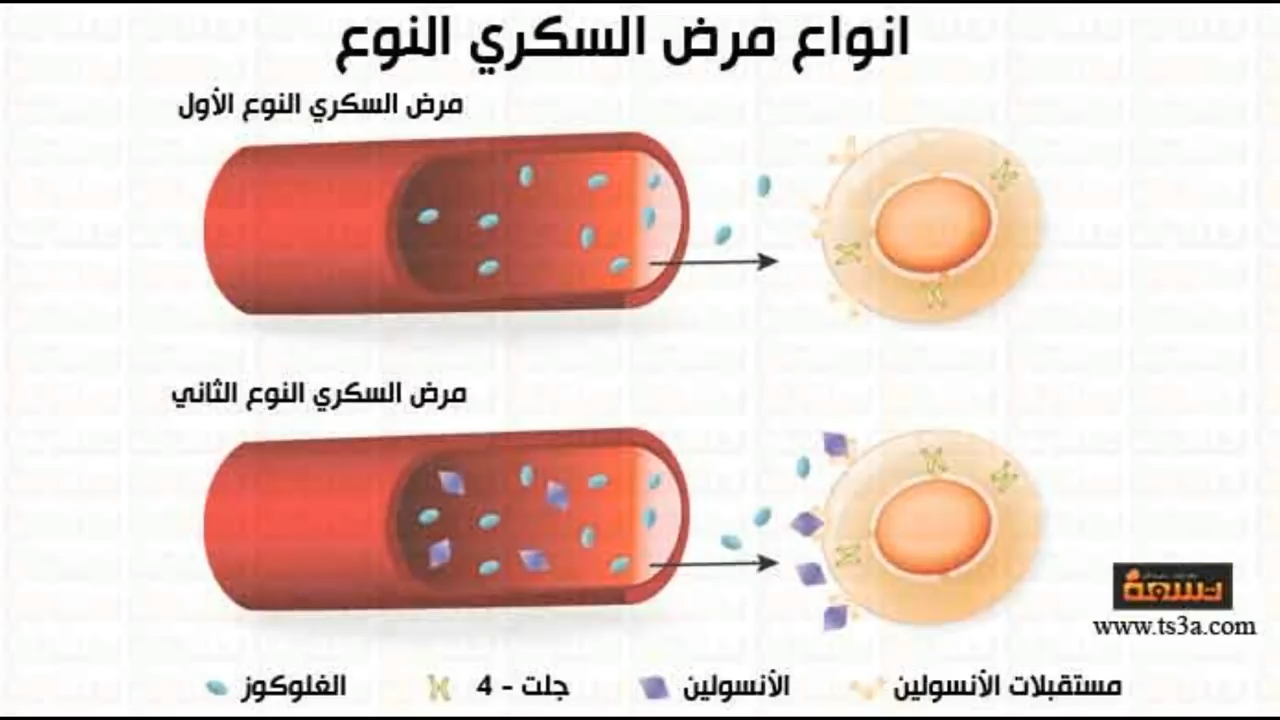 انواع مرض السكري النوع
مرض السكري النوع الأول
مرض السكري النوع الثاني
تسعة
www.ts3a.com
مستقبلات الأنسولين
الأنسولين
جلت - 4
الغلوكوز